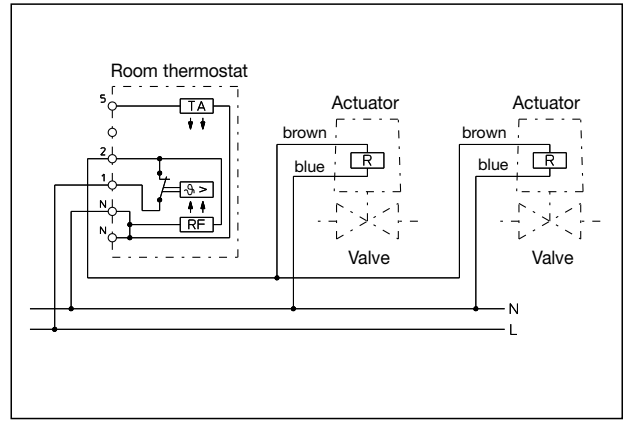 Room thermostat
5
TA
2
1
ϑ >
N
RF
N
Actuator
brown
blue
R
Valve
Actuator
brown
blue
R
Valve
N
L